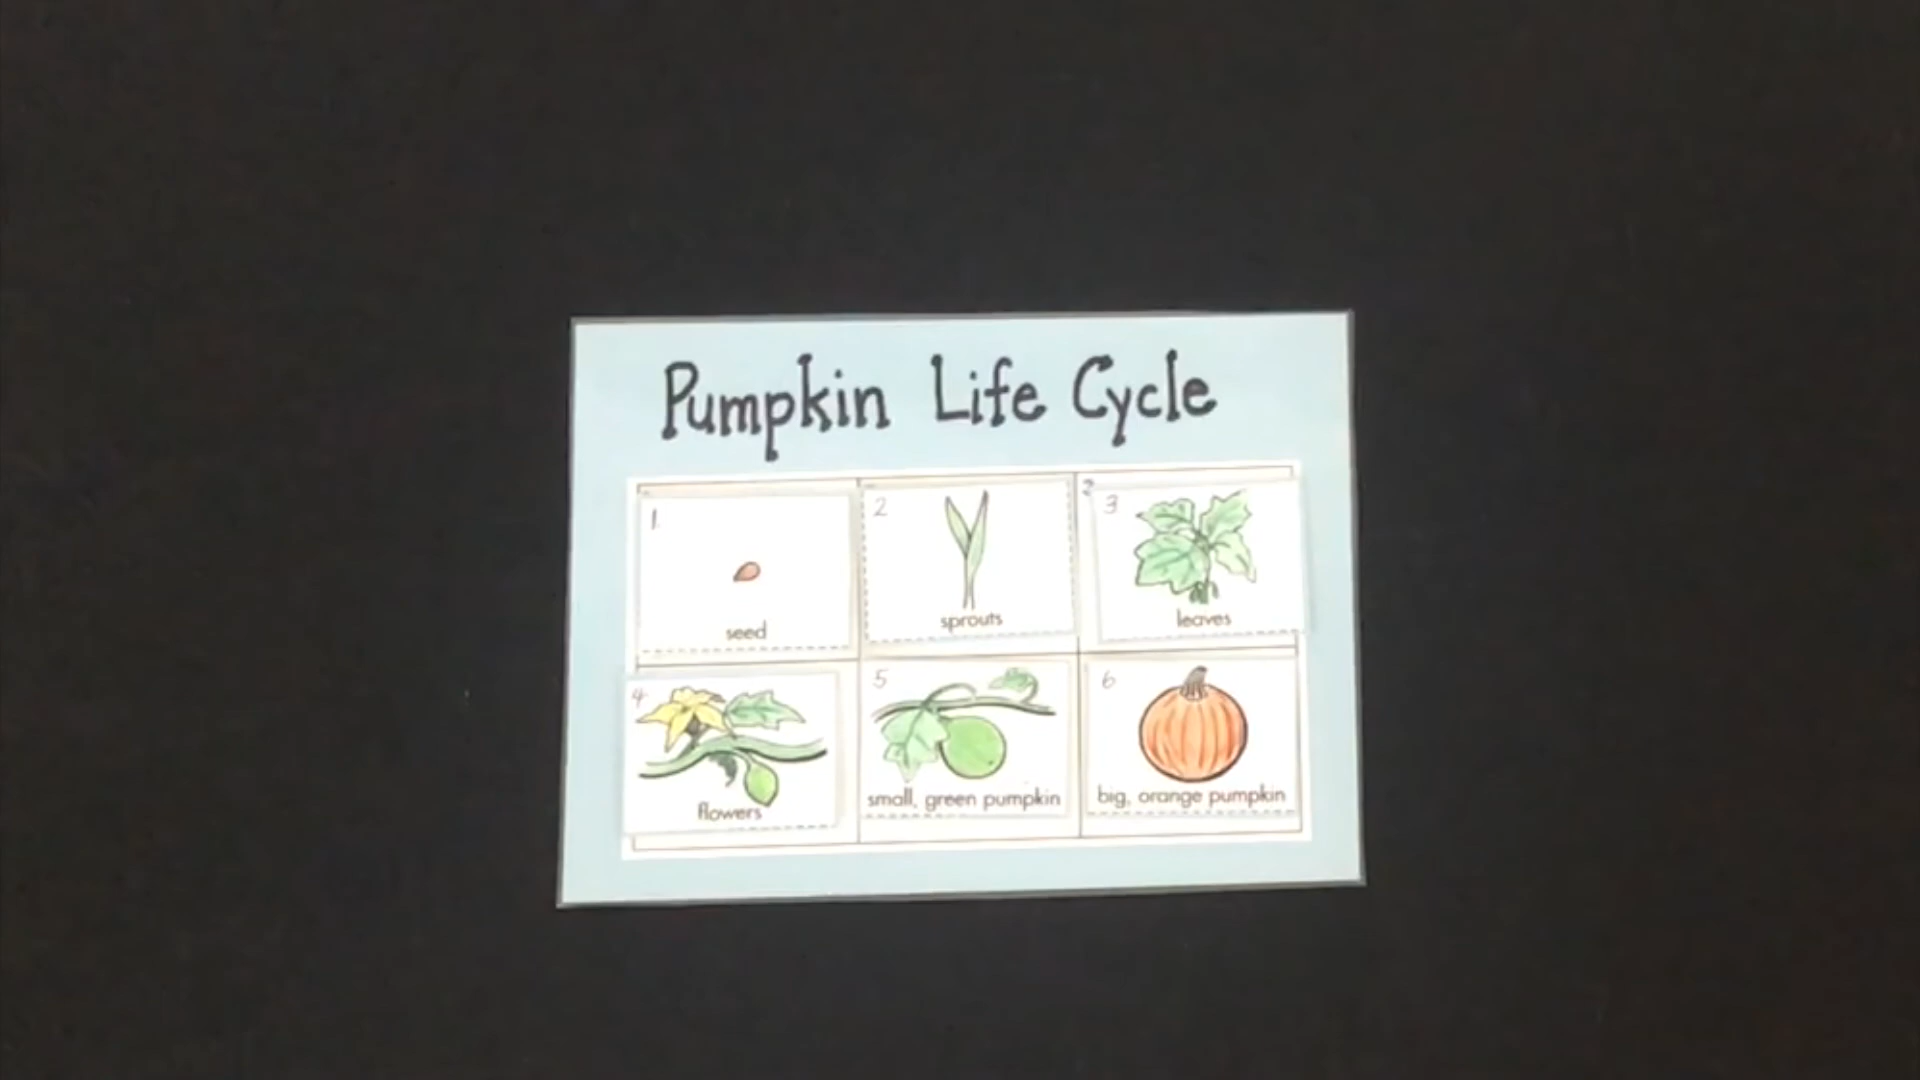 Pumpkin Life Cycle
1.
seed
2
sprouts
3
leaves
4
flowers
5
small, green pumpkin
6
big, orange pumpkin